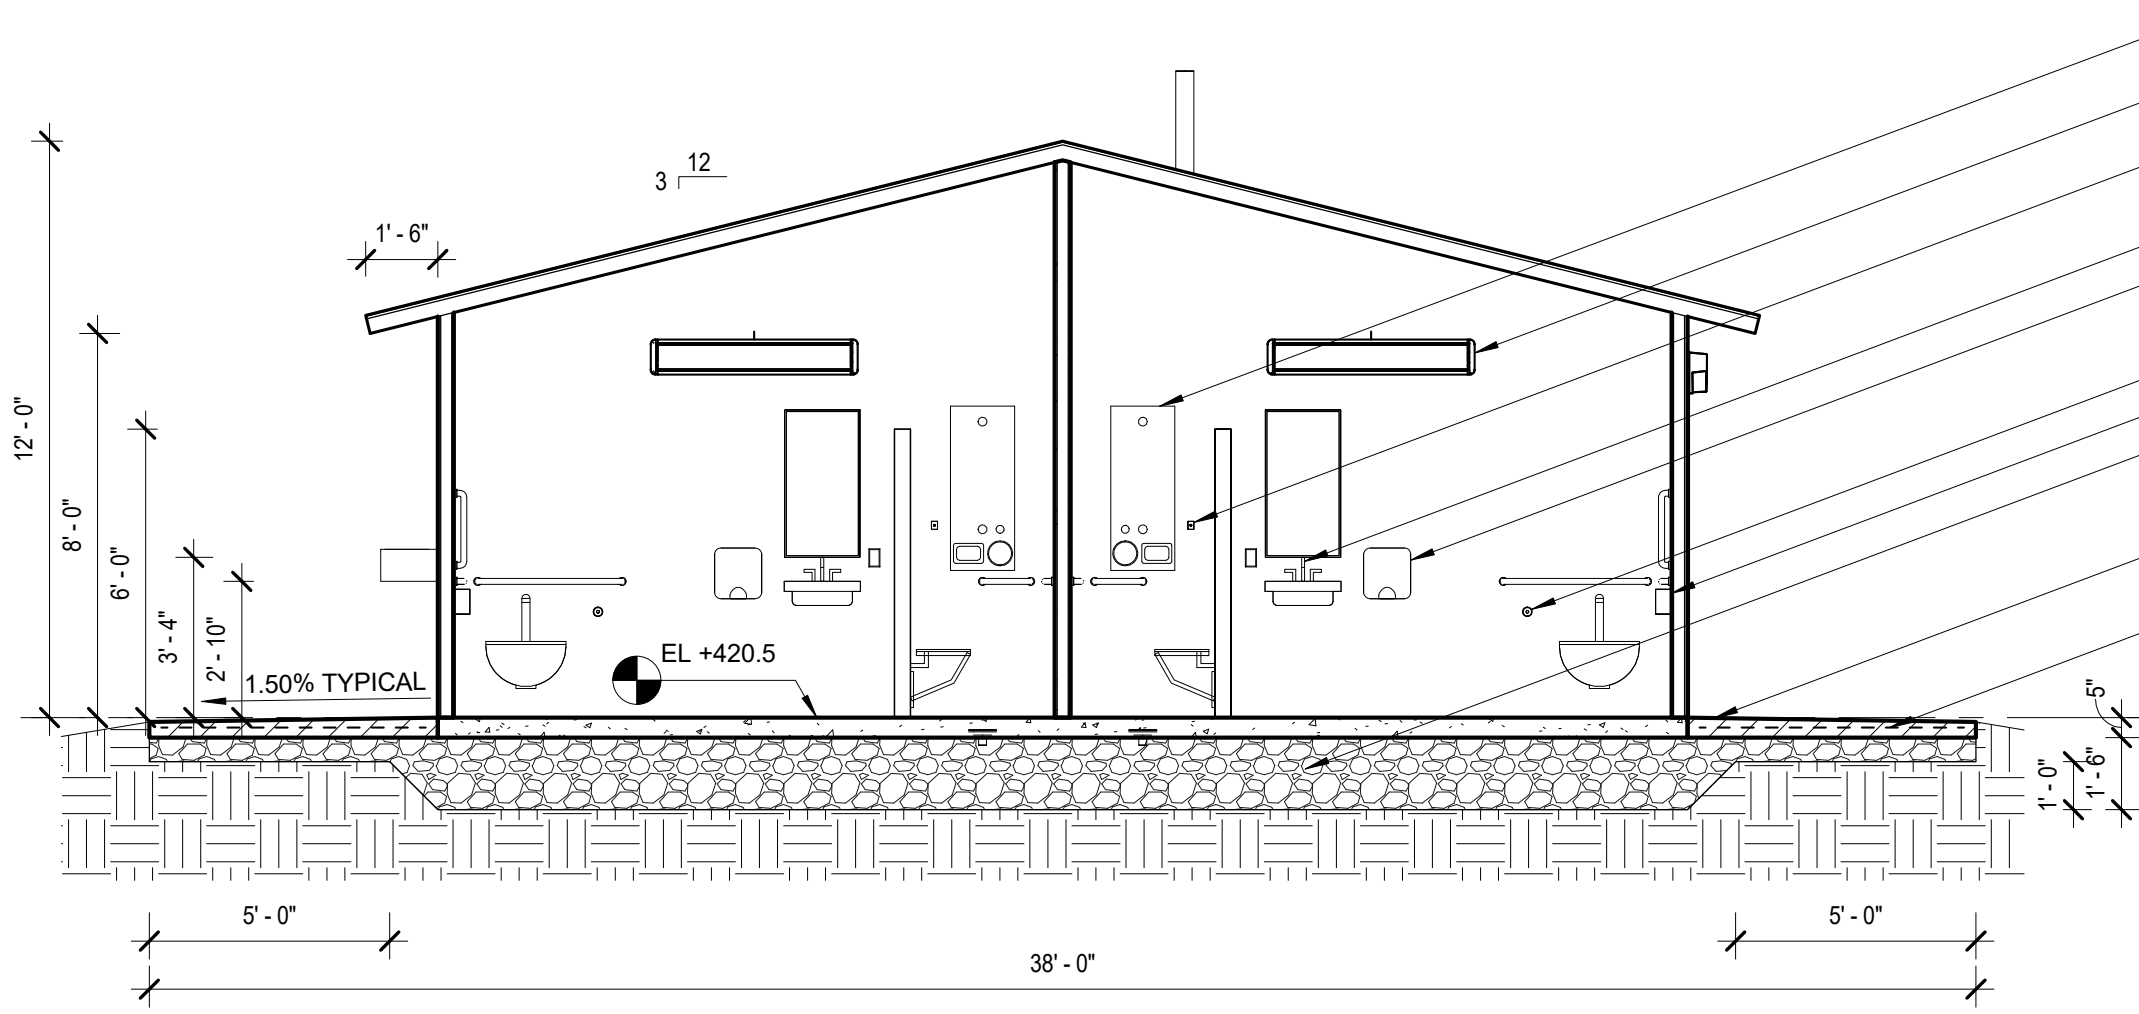 12
3
1' - 6"
12' - 0"
8' - 0"
6' - 0"
3' - 4"
2' - 10"
EL +420.5
1.50% TYPICAL
5"
1' - 0"
1' - 6"
5' - 0"
5' - 0"
38' - 0"